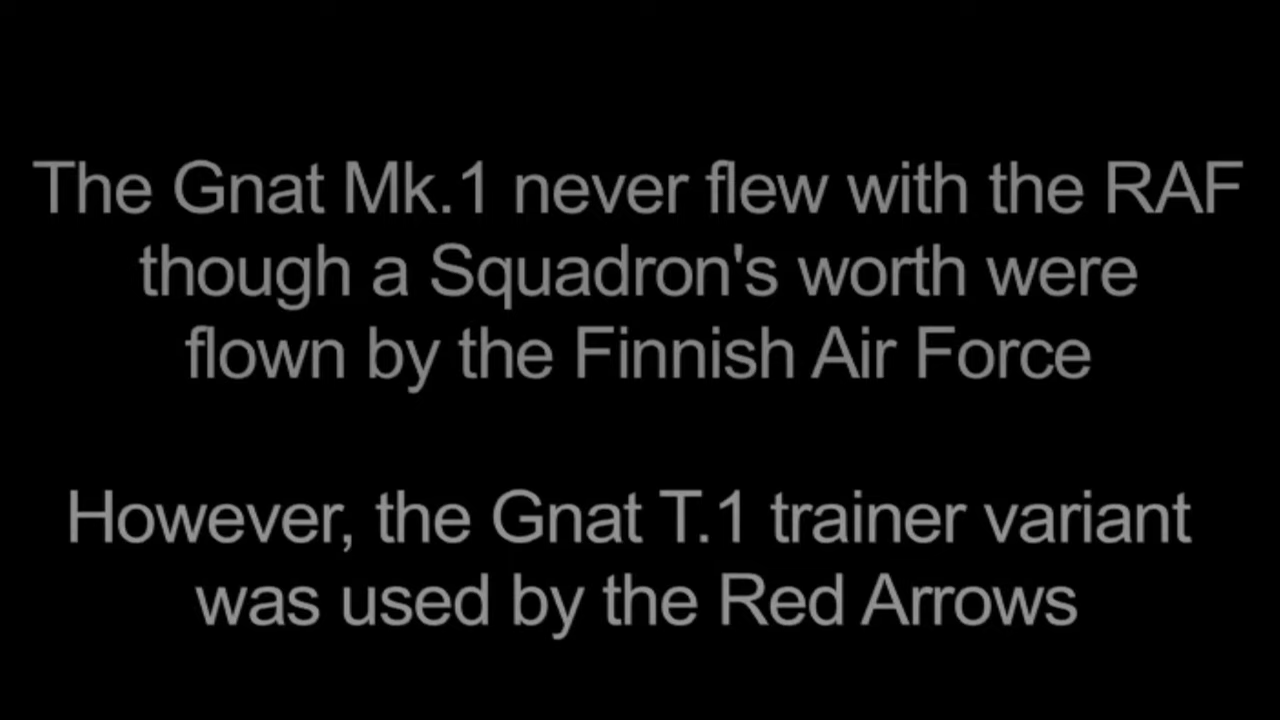 The Gnat Mk.1 never flew with the RAF
though a Squadron's worth were
flown by the Finnish Air Force
However, the Gnat T.1 trainer variant
was used by the Red Arrows